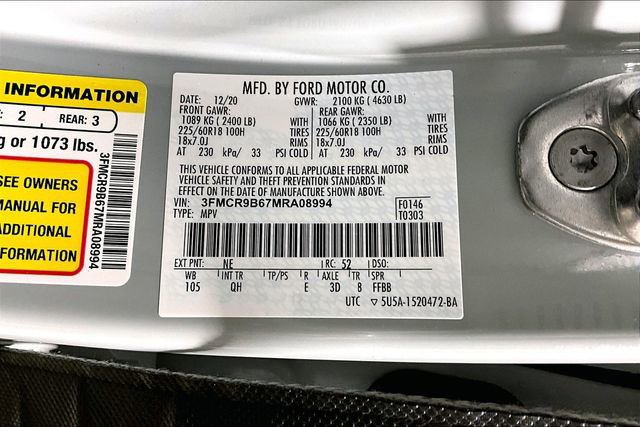 INFORMATION
: 2 REAR: 3
g or 1073 lbs.
SEE OWNERS
MANUAL FOR
ADDITIONAL
INFORMATION
3FMCR9B67MRA08994
MFD. BY FORD MOTOR CO.
DATE: 12/20 GVWR: 2100 KG ( 4630 LB)
FRONT GAWR: REAR GAWR:
1089 KG ( 2400 LB) WITH 1066 KG ( 2350 LB) WITH
225/60R18 100H TIRES 225/60R18 100H TIRES
18x7.0J RIMS 18x7.0J RIMS
AT 230 kPa/ 33 PSI COLD AT 230 kPa/ 33 PSI COLD
THIS VEHICLE CONFORMS TO ALL APPLICABLE FEDERAL MOTOR
VEHICLE SAFETY AND THEFT PREVENTION STANDARDS IN
EFFECT ON THE DATE OF MANUFACTURE SHOWN ABOVE.
VIN: 3FMCR9B67MRA08994 F0146
TYPE: MPV T0303
EXT PNT: NE RC: 52 DSO:
WB INT TR TP/PS R AXLE TR SPR
105 QH E 3D 8 FFBB
UTC ▽ 5U5A-1520472-BA